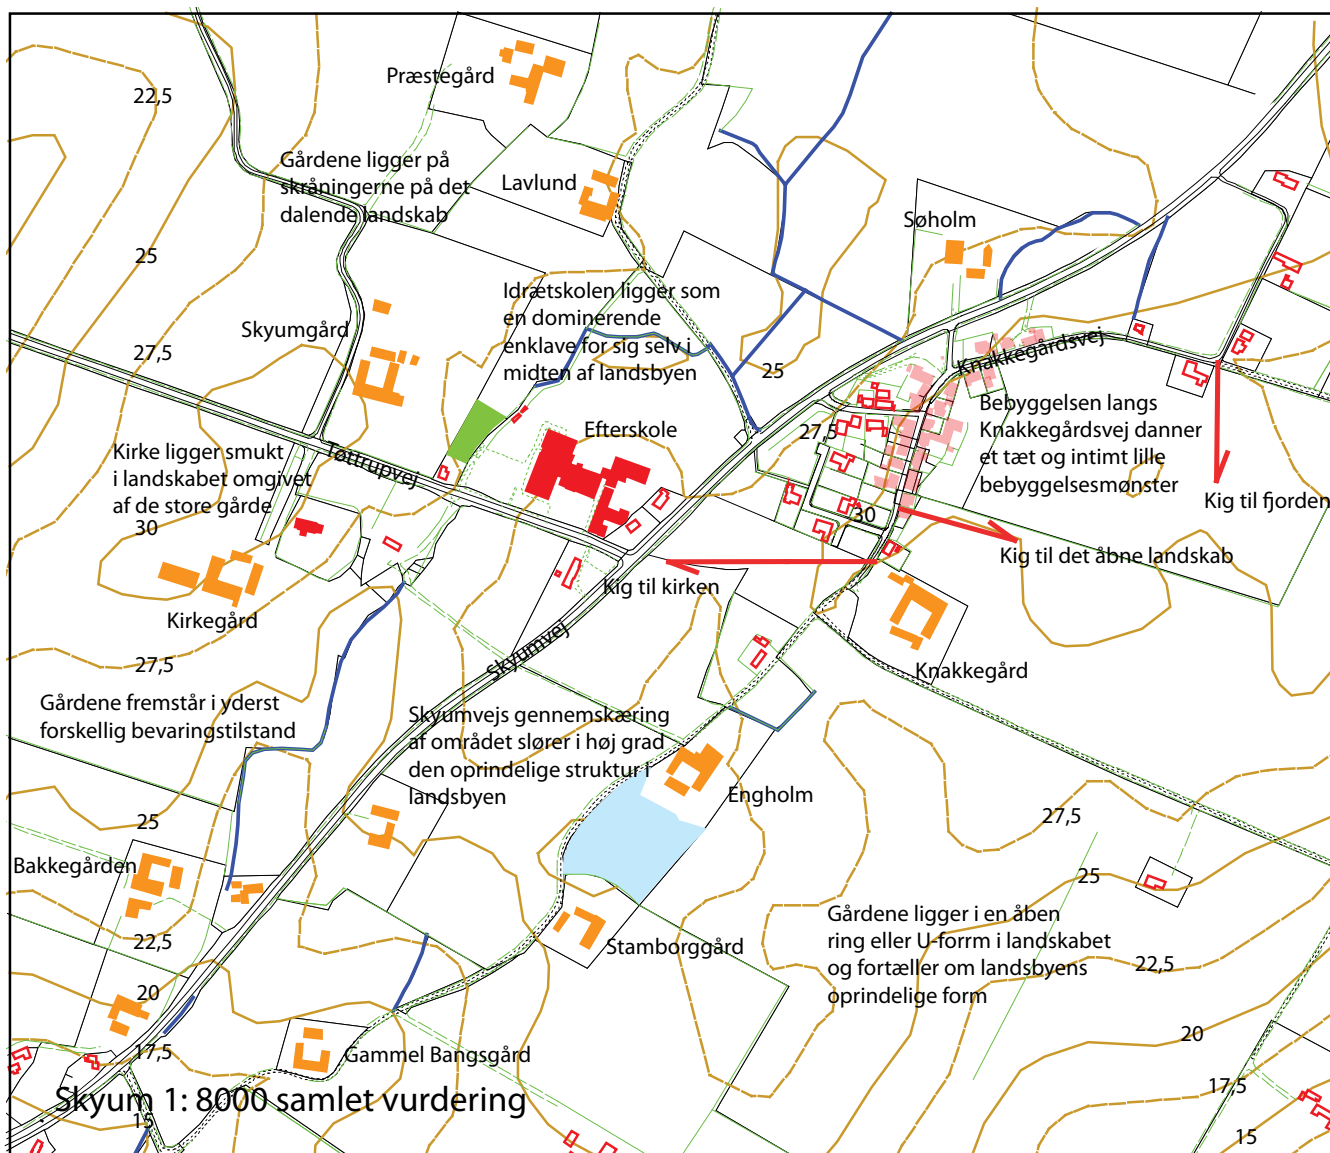 Præstegård
22,5
Gårdene ligger på
skråningerne på det
dalende landskab
Lavlund
Søholm
25
Idrætskolen ligger som
en dominerende
enklave for sig selv i
midten af landsbyen
Skyumgård
27,5
25
Knakkegårdsvej
Bebyggelsen langs
Knakkegårdsvej danner
et tæt og intimt lille
bebyggelsesmønster
27,5
Efterskole
Kirke ligger smukt
i landskabet omgivet
af de store gårde
Tøttrupvej
Kig til fjorden
30
30
Kig til det åbne landskab
Kig til kirken
Kirkegård
Skyumvej
27,5
Knakkegård
Gårdene fremstår i yderst
forskellig bevaringstilstand
Skyumvejs gennemskæring
af området slører i høj grad
den oprindelige struktur i
landsbyen
Engholm
27,5
25
Bakkegården
25
Gårdene ligger i en åben
ring eller U-forrm i landskabet
og fortæller om landsbyens
oprindelige form
22,5
Stamborggård
22,5
20
20
17,5
Gammel Bangsgård
17,5
Skyum 1: 8000 samlet vurdering
15
15